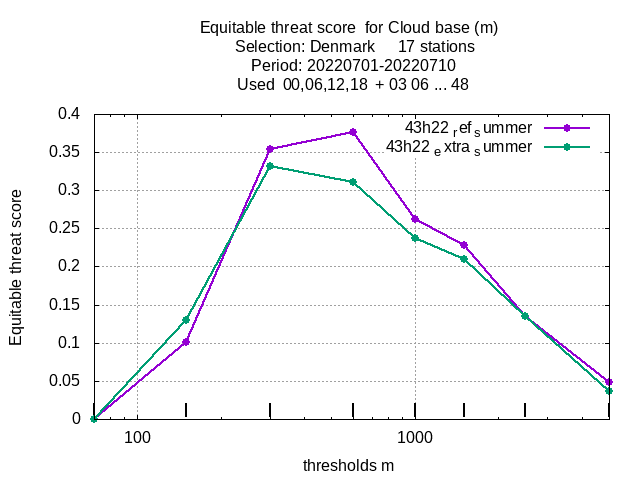 Equitable threat score  for Cloud base (m)
Selection: Denmark     17 stations
Period: 20220701-20220710
Used  00,06,12,18  + 03 06 ... 48
43h22 ref summer
43h22 extra summer
0.4
0.35
0.3
0.25
0.2
0.15
0.1
0.05
0
Equitable threat score
100
1000
thresholds m